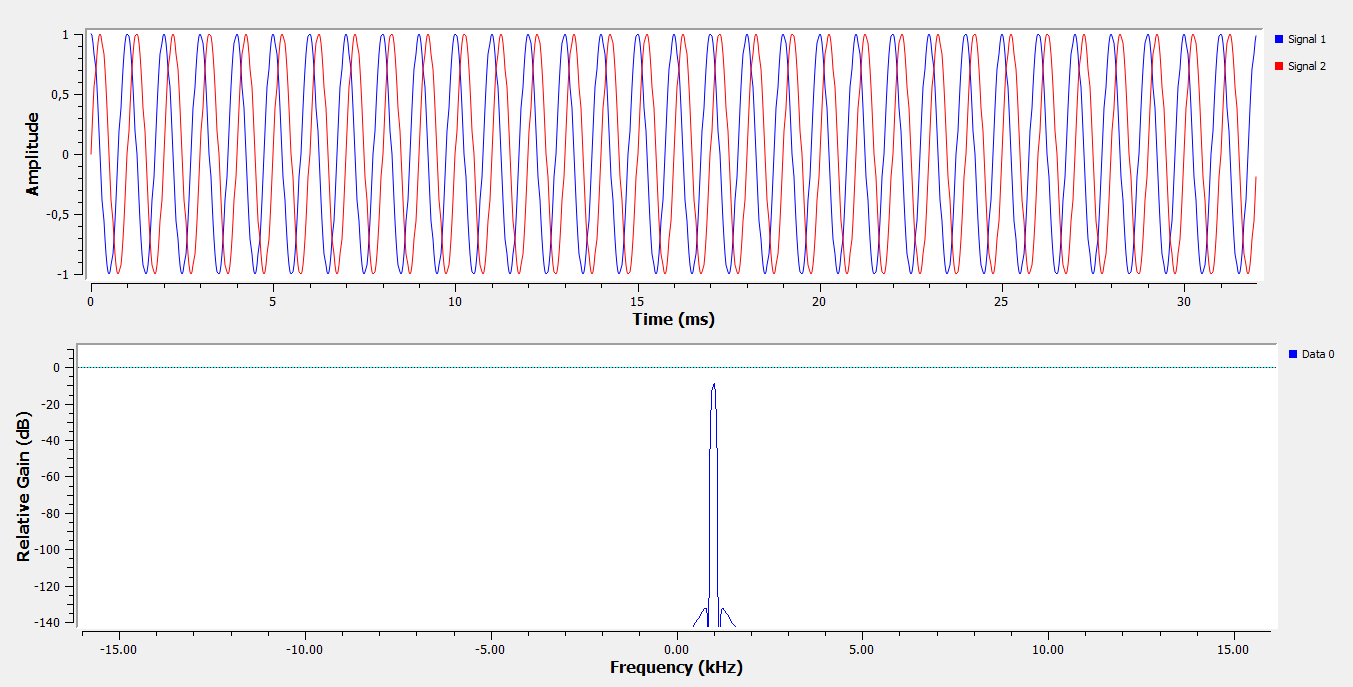 1
0,5
0
-0,5
-1
Amplitude
0 5 10 15 20 25 30
Time (ms)
Signal 1
Signal 2
0
-20
-40
-60
-80
-100
-120
-140
Relative Gain (dB)
-15.00 -10.00 -5.00 0.00 5.00 10.00 15.00
Frequency (kHz)
Data 0